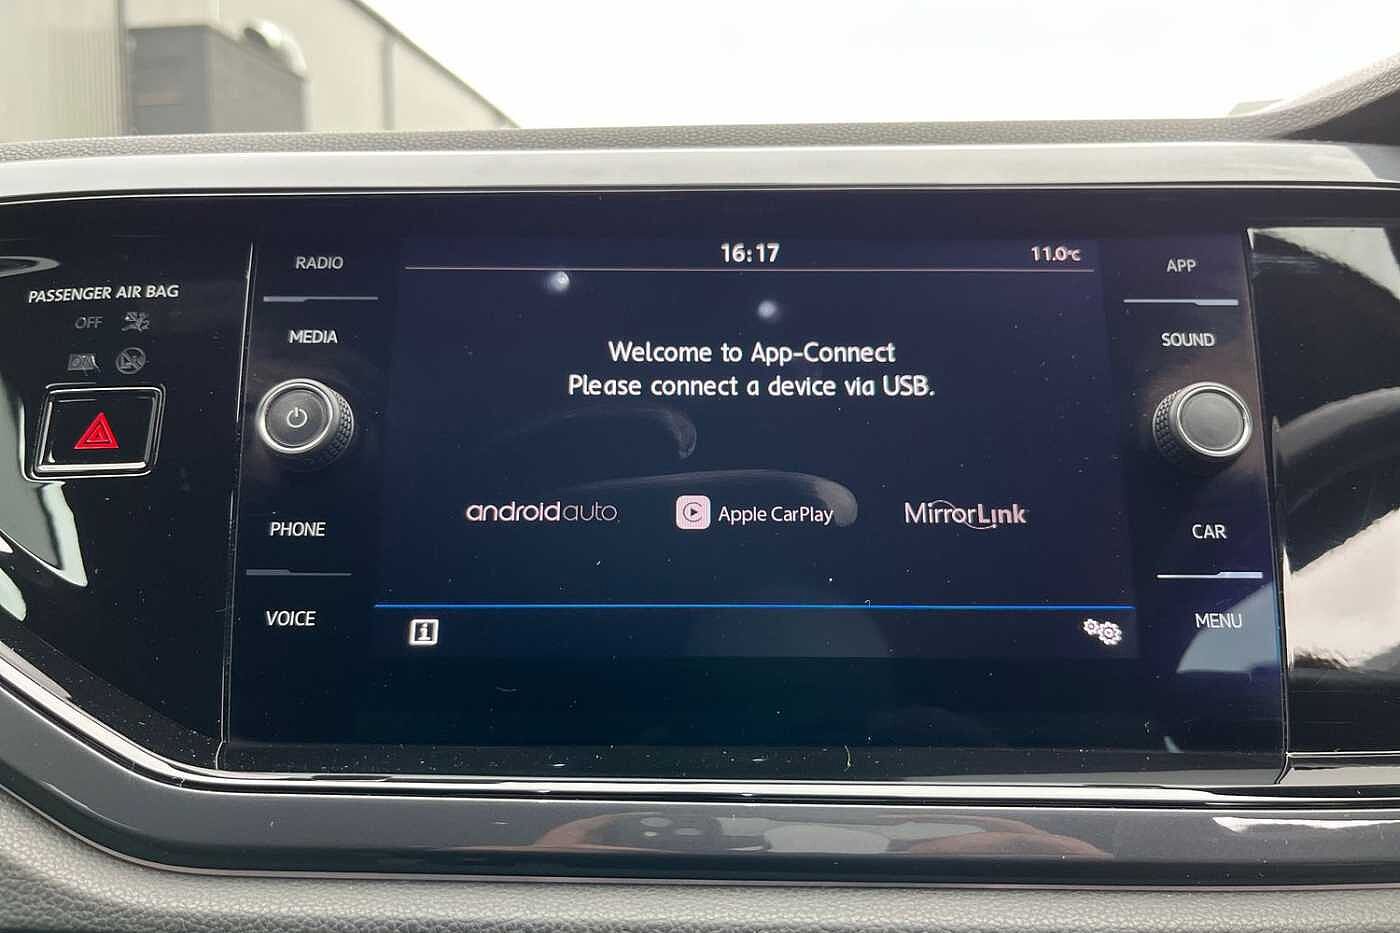 16:17
11.0°C
RADIO
MEDIA
PHONE
VOICE
APP
SOUND
CAR
MENU
PASSENGER AIR BAG
OFF
Welcome to App-Connect
Please connect a device via USB.
androidauto
Apple CarPlay
MirrorLink
i